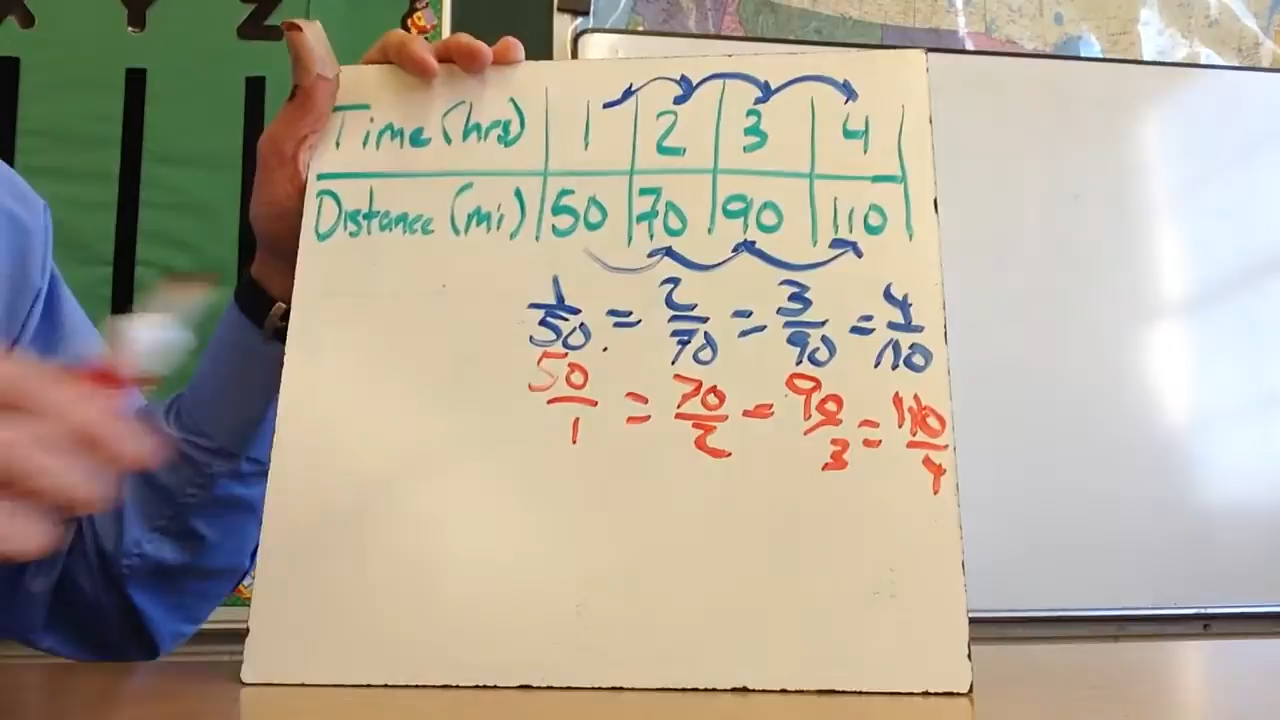 X Y Z
Time (hrs) 1 2 3 4
Distance (mi) 50 70 90 110
1/50 = 2/70 = 3/90 = 4/110
50/1 = 70/2 = 90/3 = 110/4